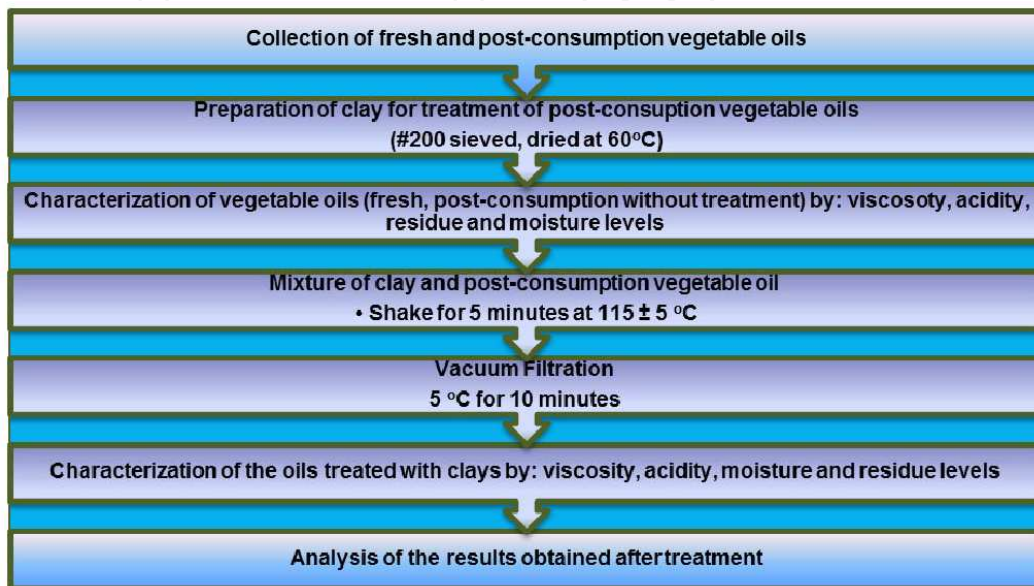 Collection of fresh and post-consumption vegetable oils
Preparation of clay for treatment of post-consuption vegetable oils
(#200 sieved, dried at 60ºC)
Characterization of vegetable oils (fresh, post-consumption without treatment) by: viscosoty, acidity,
residue and moisture levels
Mixture of clay and post-consumption vegetable oil
• Shake for 5 minutes at 115 ± 5 ºC
Vacuum Filtration
5 ºC for 10 minutes
Characterization of the oils treated with clays by: viscosity, acidity, moisture and residue levels
Analysis of the results obtained after treatment